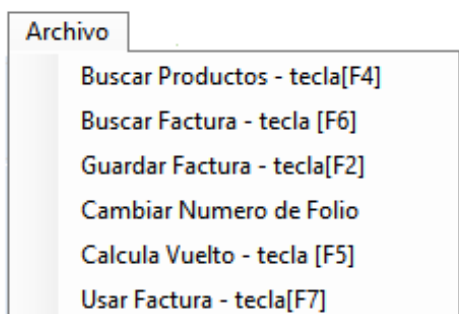 Archivo
Buscar Productos - tecla[F4]
Buscar Factura - tecla [F6]
Guardar Factura - tecla[F2]
Cambiar Numero de Folio
Calcula Vuelto - tecla [F5]
Usar Factura - tecla[F7]